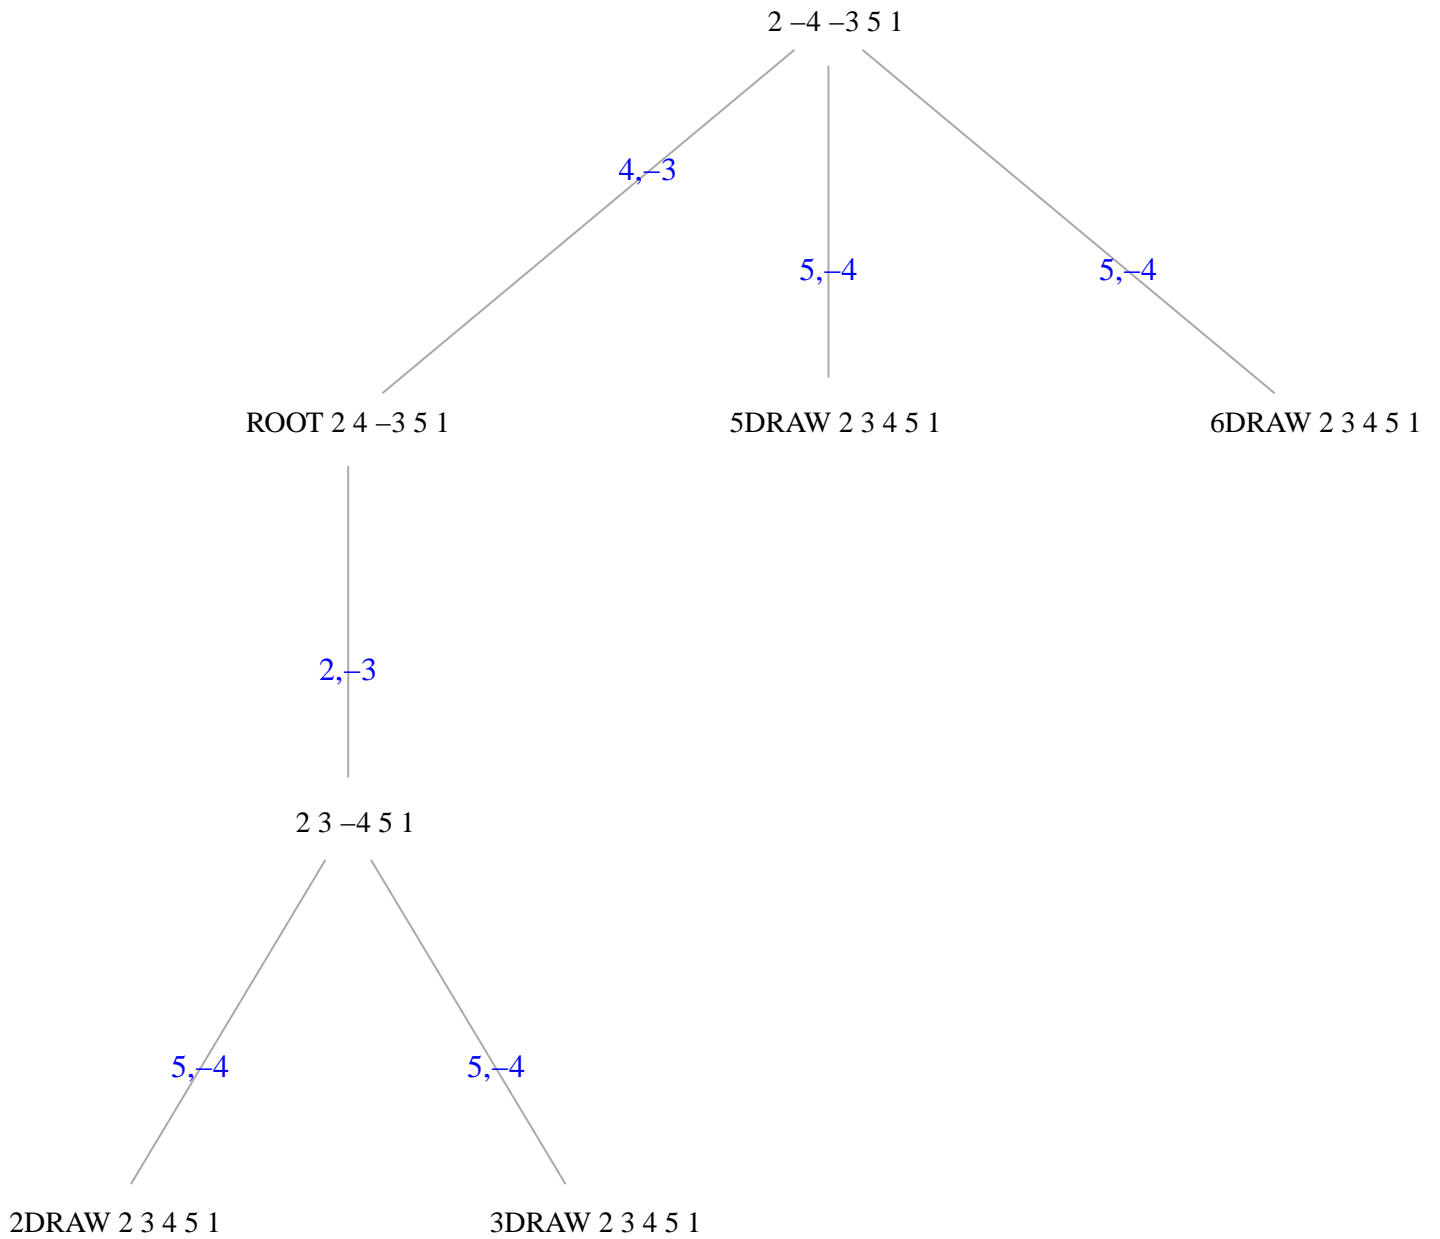 2 –4 –3 5 1
4,–3
5,–4
5,–4
ROOT 2 4 –3 5 1
5DRAW 2 3 4 5 1
6DRAW 2 3 4 5 1
2,–3
2 3 –4 5 1
5,–4
5,–4
2DRAW 2 3 4 5 1
3DRAW 2 3 4 5 1